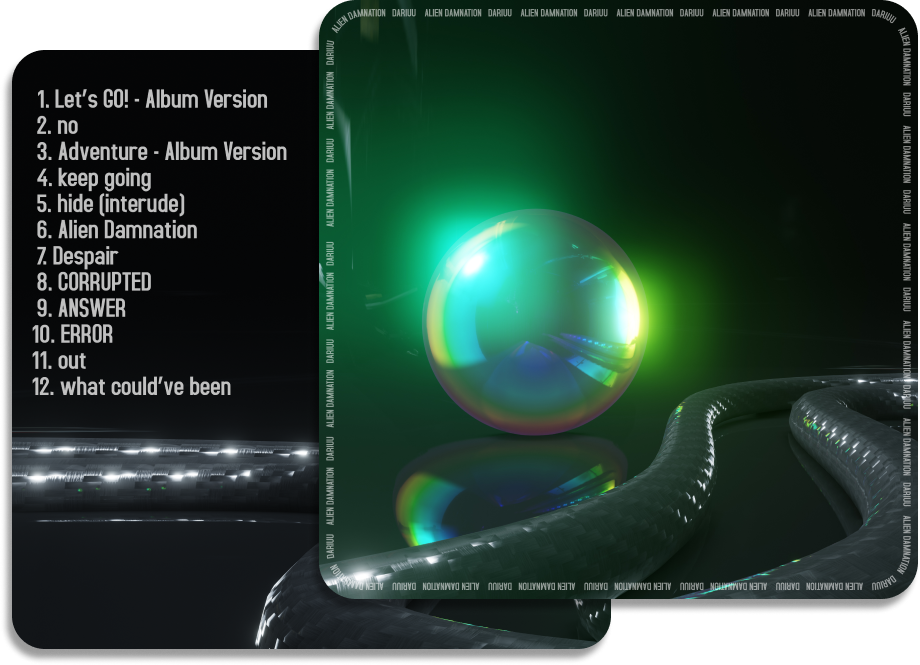 1. Let's GO! - Album Version
2. no
3. Adventure - Album Version
4. keep going
5. hide (interude)
6. Alien Damnation
7. Despair
8. CORRUPTED
9. ANSWER
10. ERROR
11. out
12. what could've been
ALIEN DAMNATION DARIUU ALIEN DAMNATION DARIUU ALIEN DAMNATION DARIUU ALIEN DAMNATION DARIUU ALIEN DAMNATION DARIUU ALIEN DAMNATION DARIUU
ALIEN DAMNATION DARIUU ALIEN DAMNATION DARIUU ALIEN DAMNATION DARIUU ALIEN DAMNATION DARIUU ALIEN DAMNATION DARIUU ALIEN DAMNATION DARIUU
ALIEN DAMNATION DARIUU ALIEN DAMNATION DARIUU ALIEN DAMNATION DARIUU ALIEN DAMNATION DARIUU ALIEN DAMNATION DARIUU
ALIEN DAMNATION DARIUU ALIEN DAMNATION DARIUU ALIEN DAMNATION DARIUU ALIEN DAMNATION DARIUU ALIEN DAMNATION DARIUU ALIEN DAMNATION DARIUU